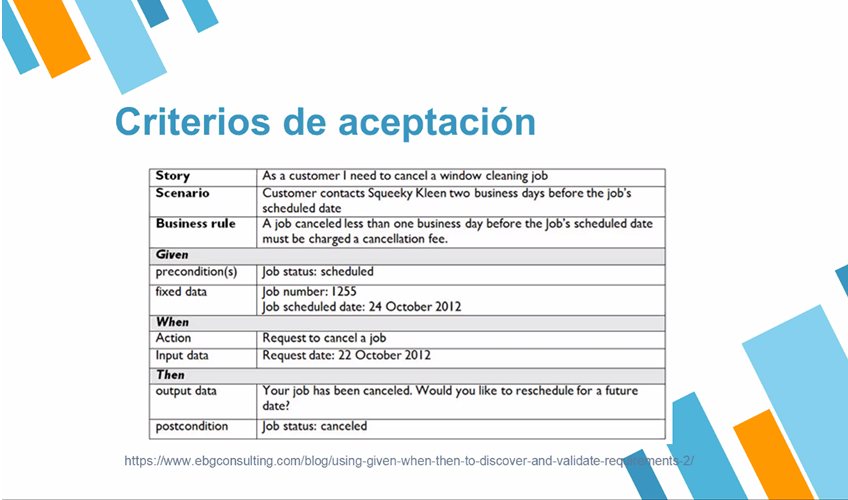 Criterios de aceptación
Story As a customer I need to cancel a window cleaning job
Scenario Customer contacts Squeeky Kleen two business days before the job's
scheduled date
Business rule A job canceled less than one business day before the Job's scheduled date
must be charged a cancellation fee.
Given
precondition(s) Job status: scheduled
fixed data Job number: 1255
Job scheduled date: 24 October 2012
When
Action Request to cancel a job
Input data Request date: 22 October 2012
Then
output data Your job has been canceled. Would you like to reschedule for a future
date?
postcondition Job status: canceled
https://www.ebgconsulting.com/blog/using-given-when-then-to-discover-and-validate-requirements-2/